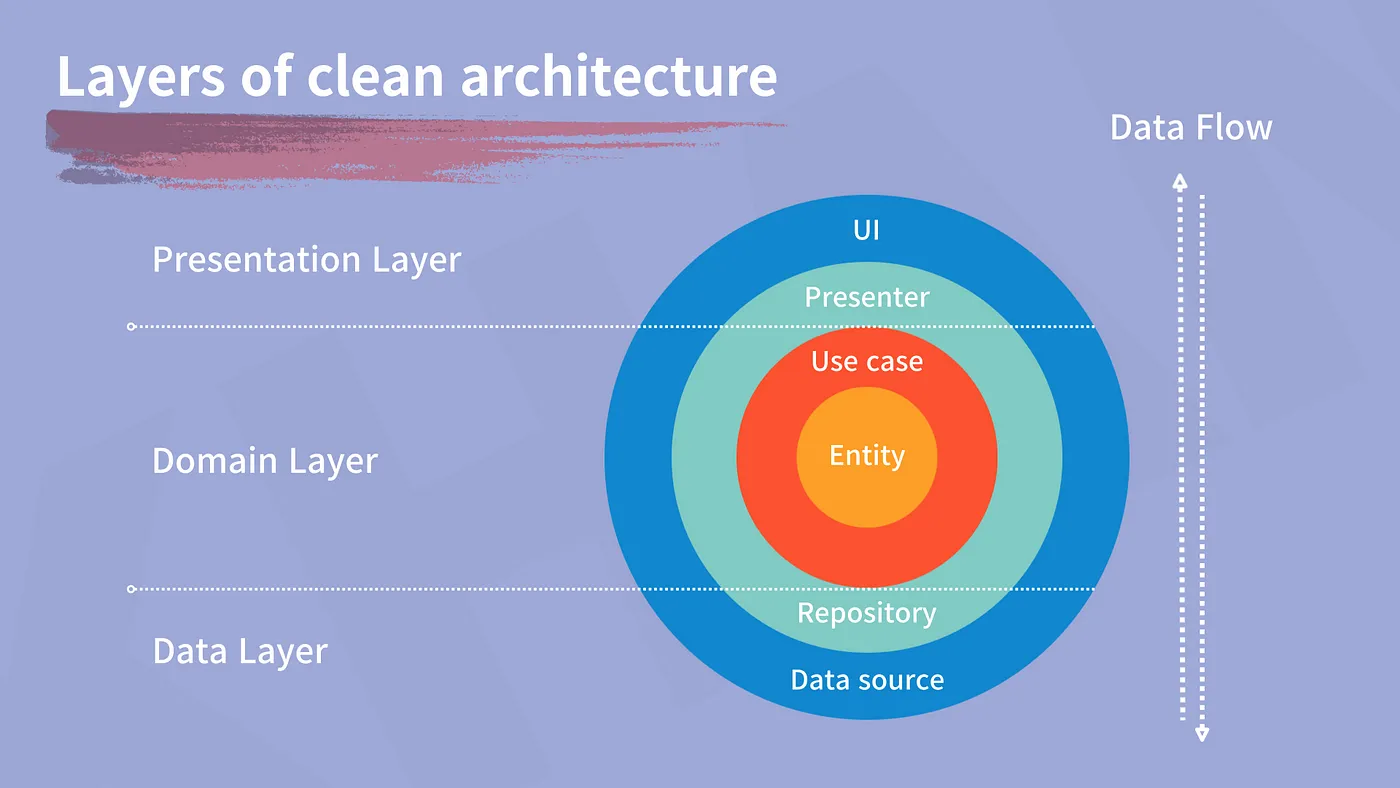 Layers of clean architecture
Data Flow
UI
Presentation Layer
Presenter
Use case
Entity
Domain Layer
Repository
Data Layer
Data source